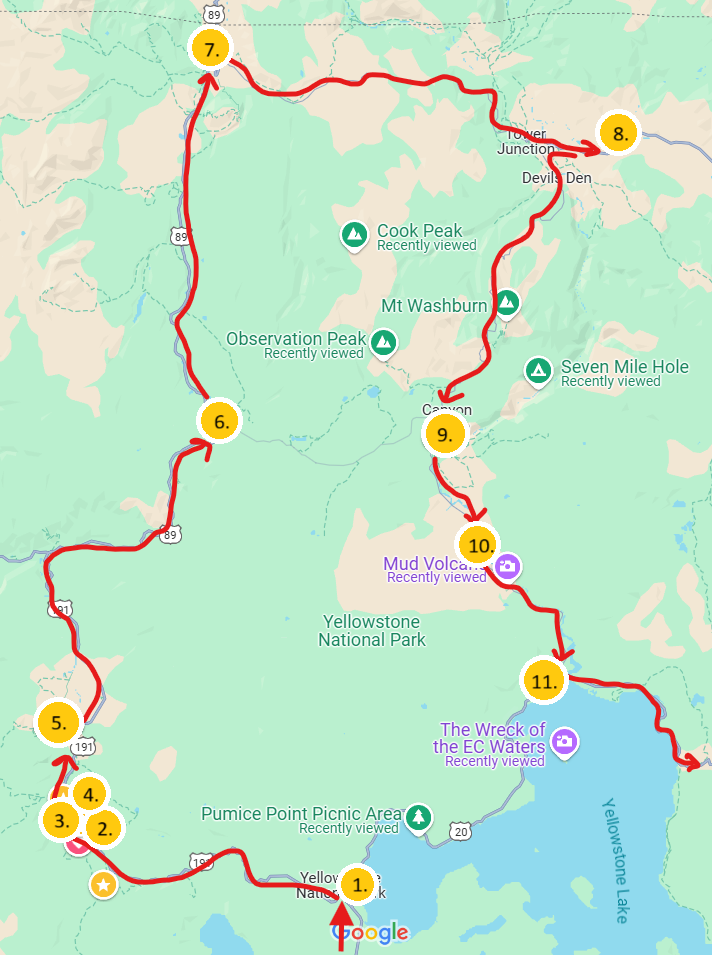 89
7.
8.
Tower
Junction
Devils Den
89
Cook Peak
Recently viewed
Mt Washburn
Observation Peak
Recently viewed
Seven Mile Hole
Recently viewed
6.
Canyon
9.
89
10.
Mud Volcano
Recently viewed
191
Yellowstone
National Park
11.
5.
191
The Wreck of
the EC Waters
Recently viewed
4.
3.
2.
Pumice Point Picnic Area
Recently viewed
20
Yellowstone Lake
191
1.
Google